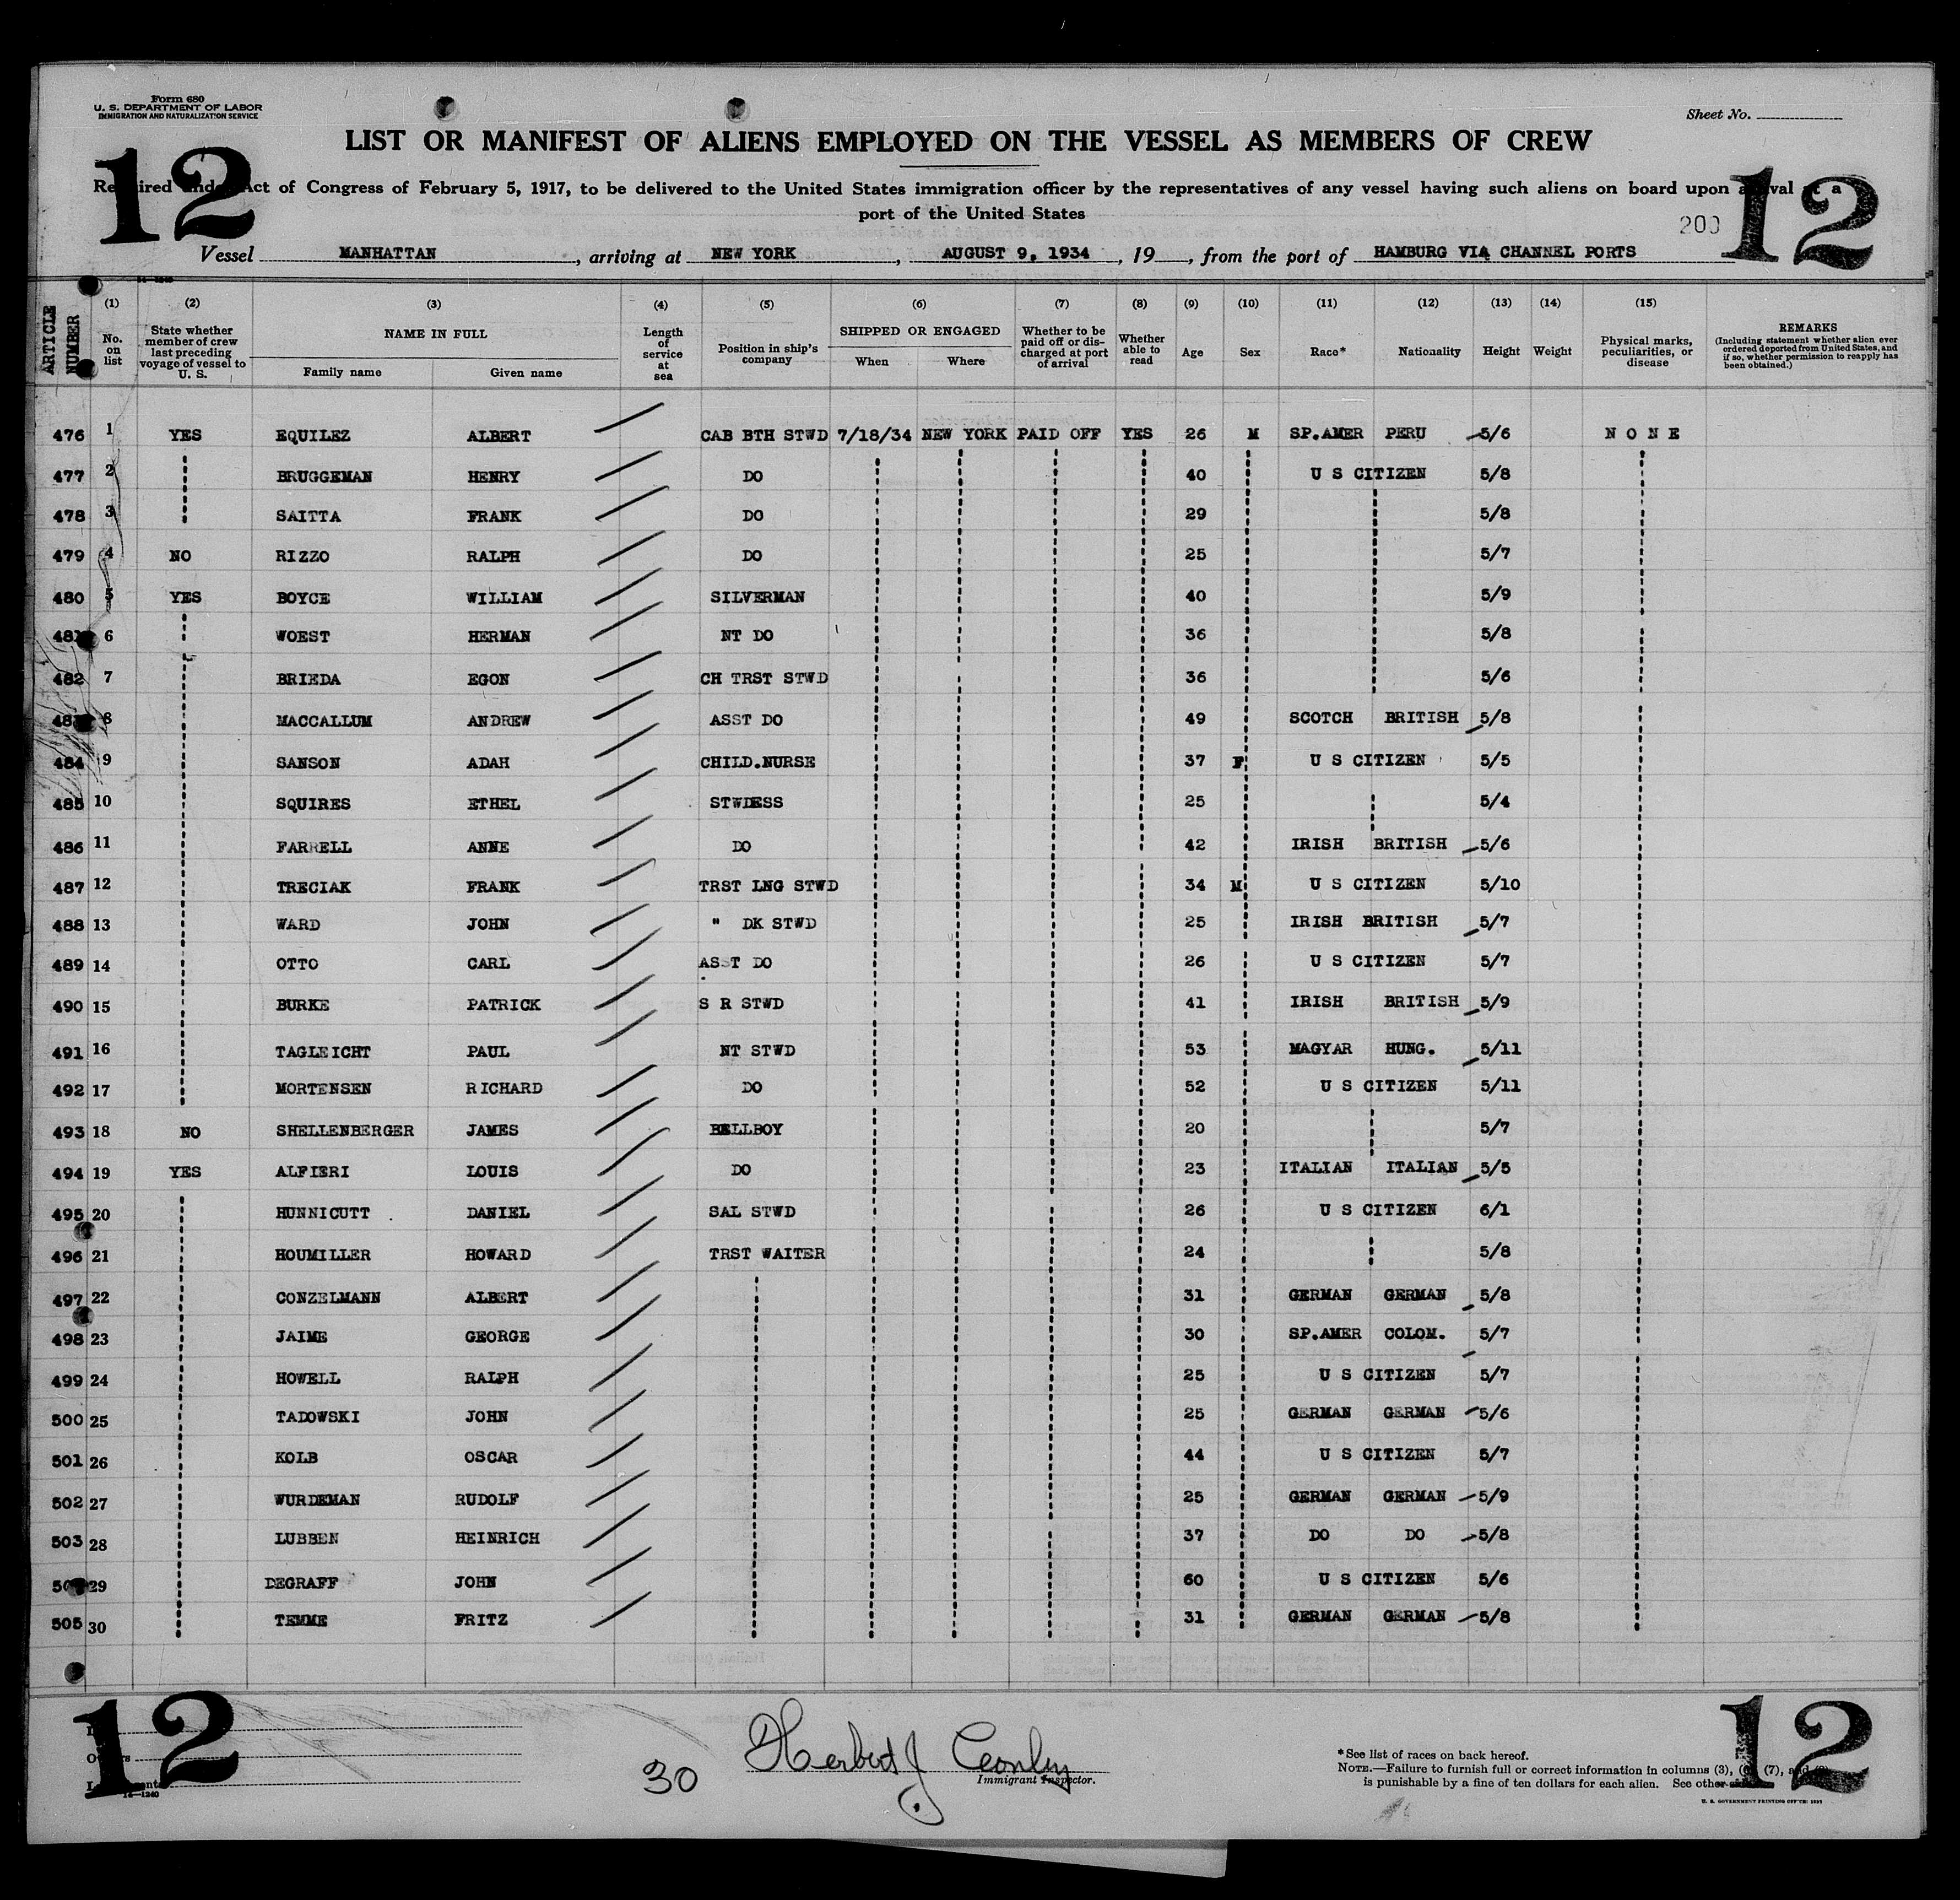 Form 680
U. S. DEPARTMENT OF LABOR
IMMIGRATION AND NATURALIZATION SERVICE
Sheet No.
12 12
LIST OR MANIFEST OF ALIENS EMPLOYED ON THE VESSEL AS MEMBERS OF CREW
Required under Act of Congress of February 5, 1917, to be delivered to the United States immigration officer by the representatives of any vessel having such aliens on board upon arrival at a
port of the United States
200
Vessel MANHATTAN, arriving at NEW YORK, AUGUST 9, 1934, 19__, from the port of HAMBURG VIA CHANNEL PORTS
ARTICLE NUMBER
(1) (2) (3) (4) (5) (6) (7) (8) (9) (10) (11) (12) (13) (14) (15)
No. on list
State whether member of crew last preceding voyage of vessel to U. S.
NAME IN FULL
Family name Given name
Length of service at sea
Position in ship's company
SHIPPED OR ENGAGED
When Where
Whether to be paid off or discharged at port of arrival
Whether able to read
Age Sex Race* Nationality Height Weight
Physical marks, peculiarities, or disease
REMARKS
(Including statement whether alien ever ordered deported from United States, and if so, whether permission to reapply has been obtained.)
476 1 YES EQUILEZ ALBERT CAB BTH STWD 7/18/34 NEW YORK PAID OFF YES 26 M SP.AMER PERU 5/6 N O N E
477 2 BRUGGEMAN HENRY DO 40 U S CITIZEN 5/8
478 3 SAITTA FRANK DO 29 5/8
479 4 NO RIZZO RALPH DO 25 5/7
480 5 YES BOYCE WILLIAM SILVERMAN 40 5/9
481 6 WOEST HERMAN NT DO 36 5/8
482 7 BRIEDA EGON CH TRST STWD 36 5/6
483 8 MACCALLUM ANDREW ASST DO 49 SCOTCH BRITISH 5/8
484 9 SANSON ADAH CHILD.NURSE 37 F U S CITIZEN 5/5
485 10 SQUIRES ETHEL STWDESS 25 5/4
486 11 FARRELL ANNE DO 42 IRISH BRITISH 5/6
487 12 TRECIAK FRANK TRST LNG STWD 34 M U S CITIZEN 5/10
488 13 WARD JOHN " DK STWD 25 IRISH BRITISH 5/7
489 14 OTTO CARL ASST DO 26 U S CITIZEN 5/7
490 15 BURKE PATRICK S R STWD 41 IRISH BRITISH 5/9
491 16 TAGLEICHT PAUL NT STWD 53 MAGYAR HUNG. 5/11
492 17 MORTENSEN RICHARD DO 52 U S CITIZEN 5/11
493 18 NO SHELLENBERGER JAMES BELLBOY 20 5/7
494 19 YES ALFIERI LOUIS DO 23 ITALIAN ITALIAN 5/5
495 20 HUNNICUTT DANIEL SAL STWD 26 U S CITIZEN 6/1
496 21 HOUMILLER HOWARD TRST WAITER 24 5/8
497 22 CONZELMANN ALBERT 31 GERMAN GERMAN 5/8
498 23 JAIME GEORGE 30 SP.AMER COLOM. 5/7
499 24 HOWELL RALPH 25 U S CITIZEN 5/7
500 25 TADOWSKI JOHN 25 GERMAN GERMAN 5/6
501 26 KOLB OSCAR 44 U S CITIZEN 5/7
502 27 WURDEMAN RUDOLF 25 GERMAN GERMAN 5/9
503 28 LUBBEN HEINRICH 37 DO DO 5/8
29 DEGRAFF JOHN 60 U S CITIZEN 5/6
505 30 TEMME FRITZ 31 GERMAN GERMAN 5/8
12 12
30 Herbert J
Immigrant Inspector.
* See list of races on back hereof.
NOTE.—Failure to furnish full or correct information in columns (3), (7), and
is punishable by a fine of ten dollars for each alien. See other